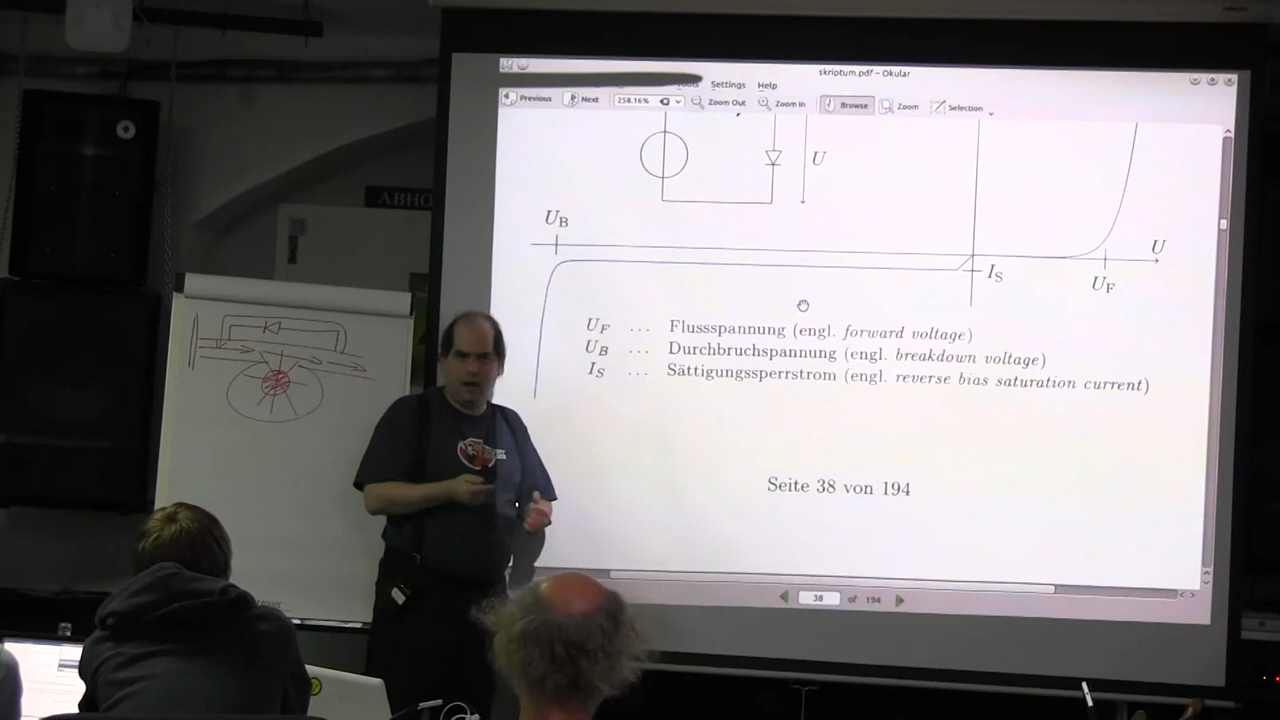 skriptum.pdf – Okular
Settings Help
Previous Next 258.16% Zoom Out Zoom In Browse Zoom Selection
U
U_B
U
I_S
U_F
U_F ... Flussspannung (engl. forward voltage)
U_B ... Durchbruchspannung (engl. breakdown voltage)
I_S ... Sättigungssperrstrom (engl. reverse bias saturation current)
Seite 38 von 194
38 of 194
ABHO